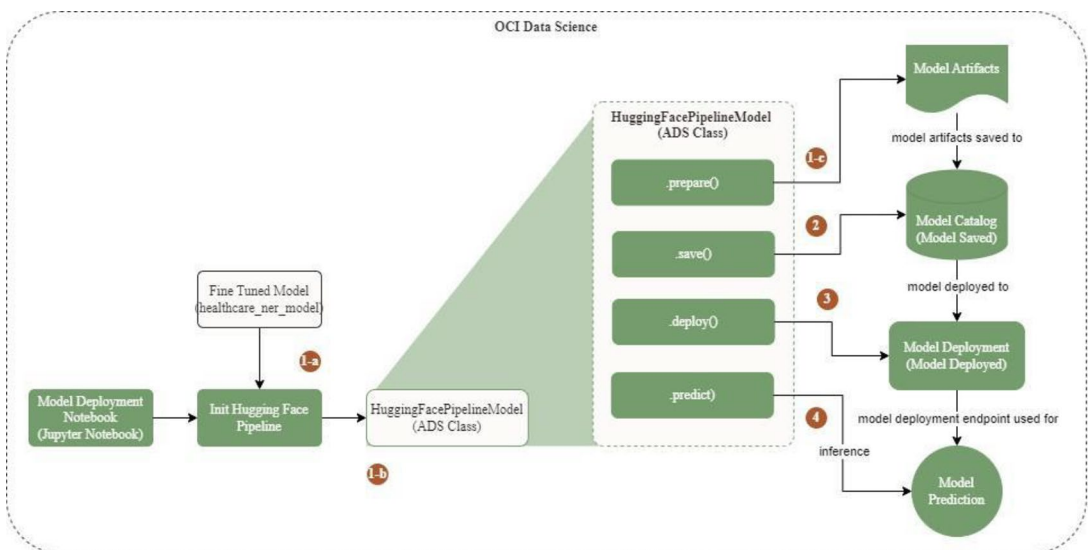 OCI Data Science
Model Artifacts
HuggingFacePipelineModel
(ADS Class)
1-c
model artifacts saved to
.prepare()
2
Model Catalog
(Model Saved)
.save()
Fine Tuned Model
(healthcare_ner_model)
3
model deployed to
.deploy()
Model Deployment
(Model Deployed)
1-a
Model Deployment
Notebook
(Jupyter Notebook)
Init Hugging Face
Pipeline
HuggingFacePipelineModel
(ADS Class)
.predict)
4
model deployment endpoint used for
inference
1-b
Model
Prediction